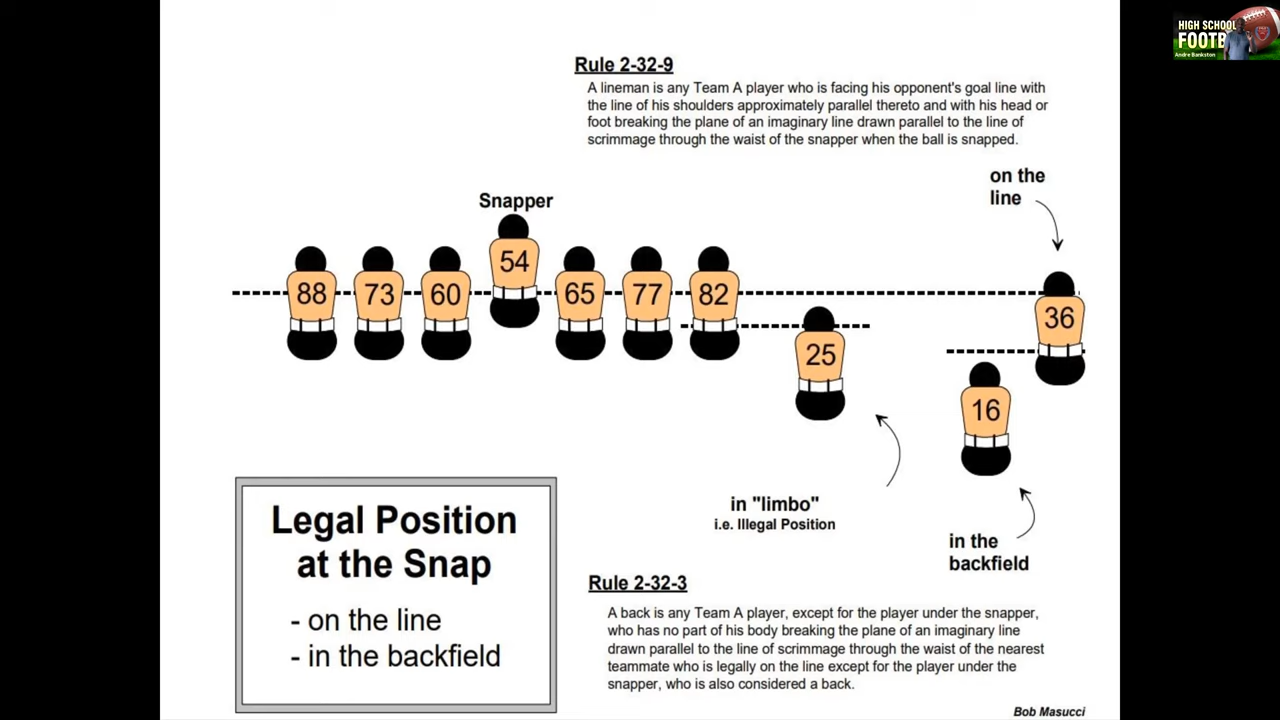 HIGH SCHOOL
Andre Bankston
Rule 2-32-9
A lineman is any Team A player who is facing his opponent's goal line with
the line of his shoulders approximately parallel thereto and with his head or
foot breaking the plane of an imaginary line drawn parallel to the line of
scrimmage through the waist of the snapper when the ball is snapped.
on the
line
Snapper
88 73 60 54 65 77 82
25
36
16
in "limbo"
i.e. Illegal Position
in the
backfield
Legal Position
at the Snap
- on the line
- in the backfield
Rule 2-32-3
A back is any Team A player, except for the player under the snapper,
who has no part of his body breaking the plane of an imaginary line
drawn parallel to the line of scrimmage through the waist of the nearest
teammate who is legally on the line except for the player under the
snapper, who is also considered a back.
Bob Masucci